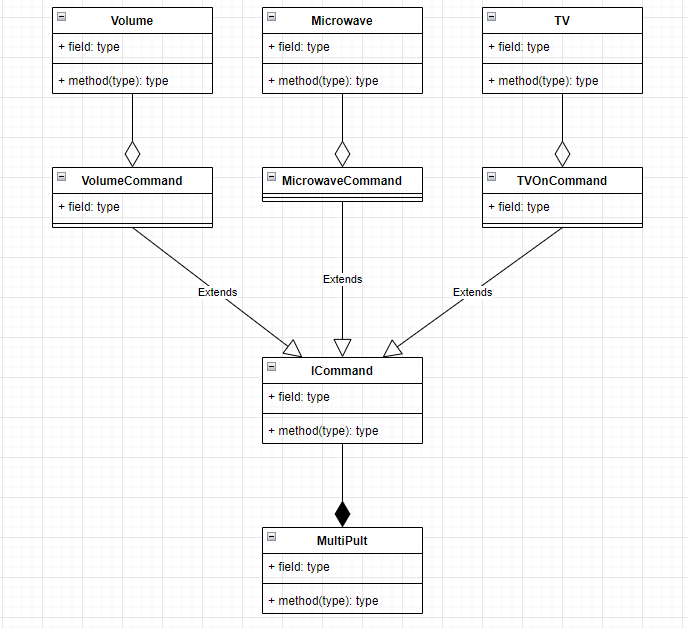 Volume
+ field: type
+ method(type): type
Microwave
+ field: type
+ method(type): type
TV
+ field: type
+ method(type): type
VolumeCommand
+ field: type
MicrowaveCommand
TVOnCommand
+ field: type
Extends
Extends
Extends
ICommand
+ field: type
+ method(type): type
MultiPult
+ field: type
+ method(type): type